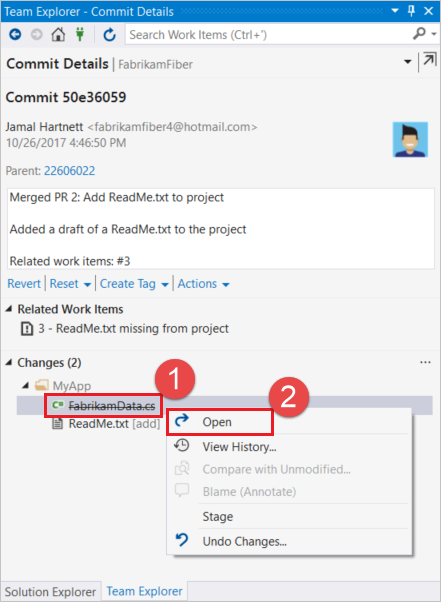 Team Explorer - Commit Details
Search Work Items (Ctrl+')
Commit Details | FabrikamFiber
Commit 50e36059
Jamal Hartnett <fabrikamfiber4@hotmail.com>
10/26/2017 4:46:50 PM
Parent: 22606022
Merged PR 2: Add ReadMe.txt to project
Added a draft of a ReadMe.txt to the project
Related work items: #3
Revert | Reset | Create Tag | Actions
Related Work Items
3 - ReadMe.txt missing from project
Changes (2)
MyApp
1
FabrikamData.cs
2
ReadMe.txt [add]
Open
View History...
Compare with Unmodified...
Blame (Annotate)
Stage
Undo Changes...
Solution Explorer Team Explorer